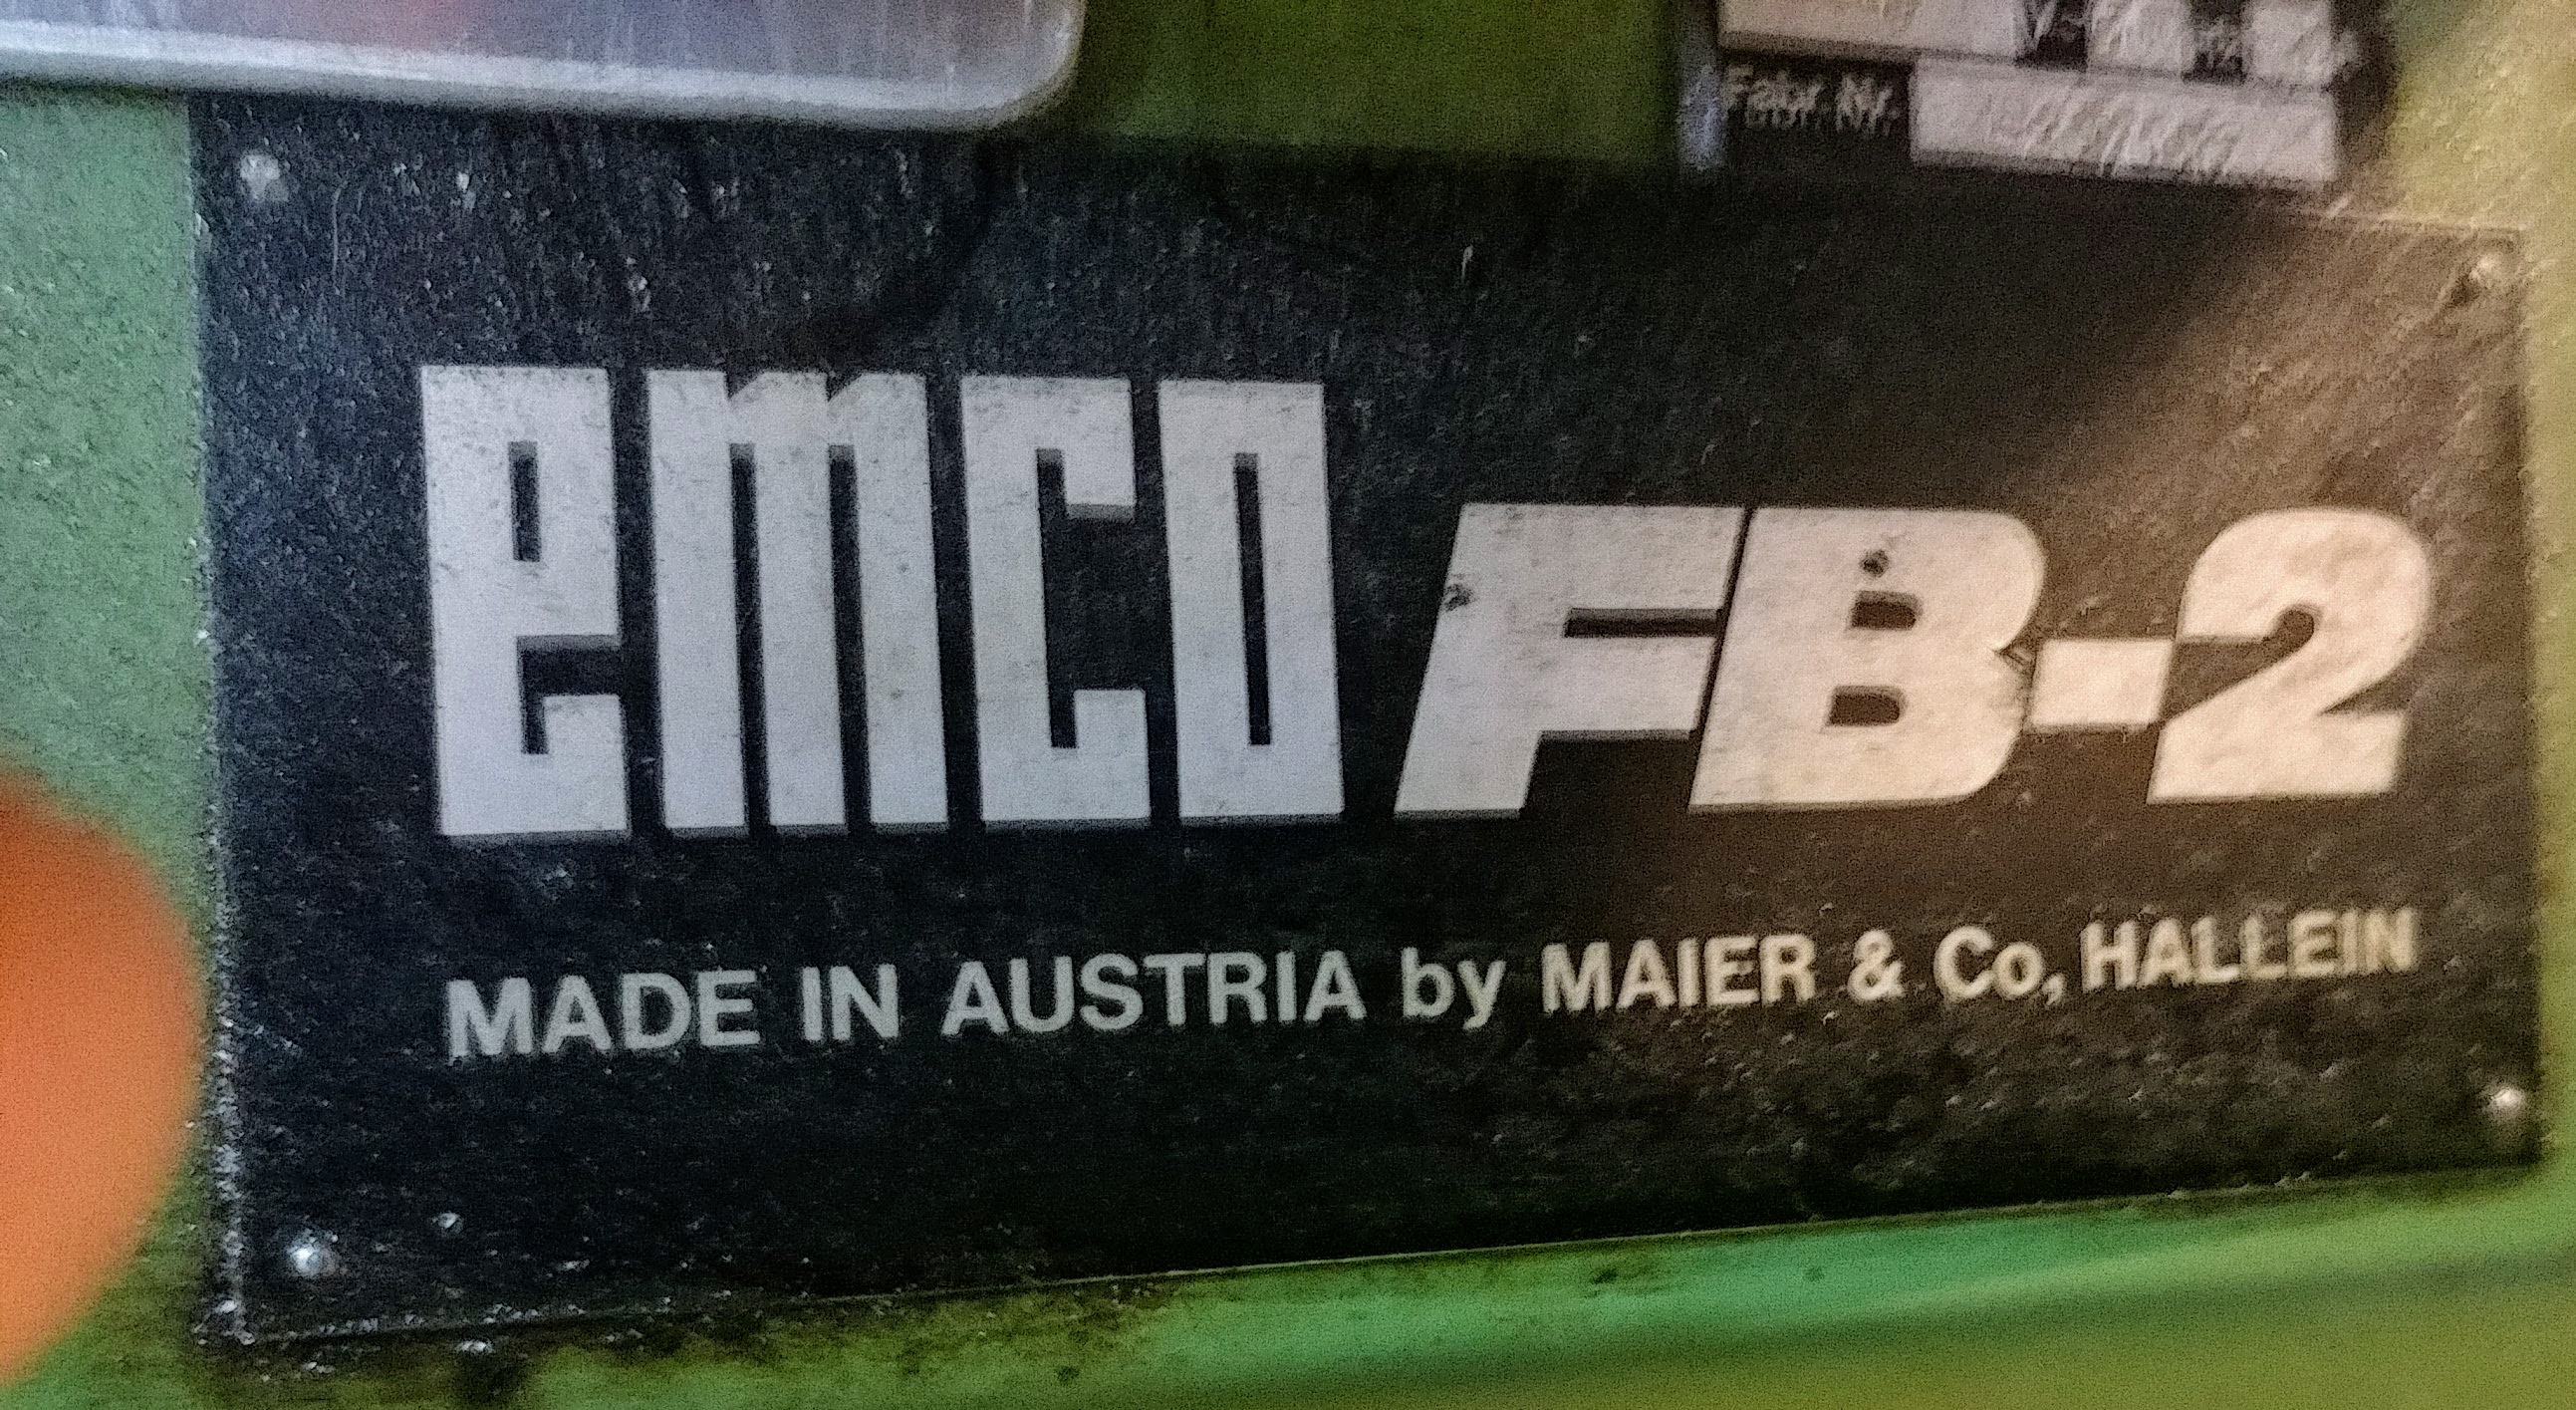 Fabr. Nr.
emco FB-2
MADE IN AUSTRIA by MAIER & Co, HALLEIN